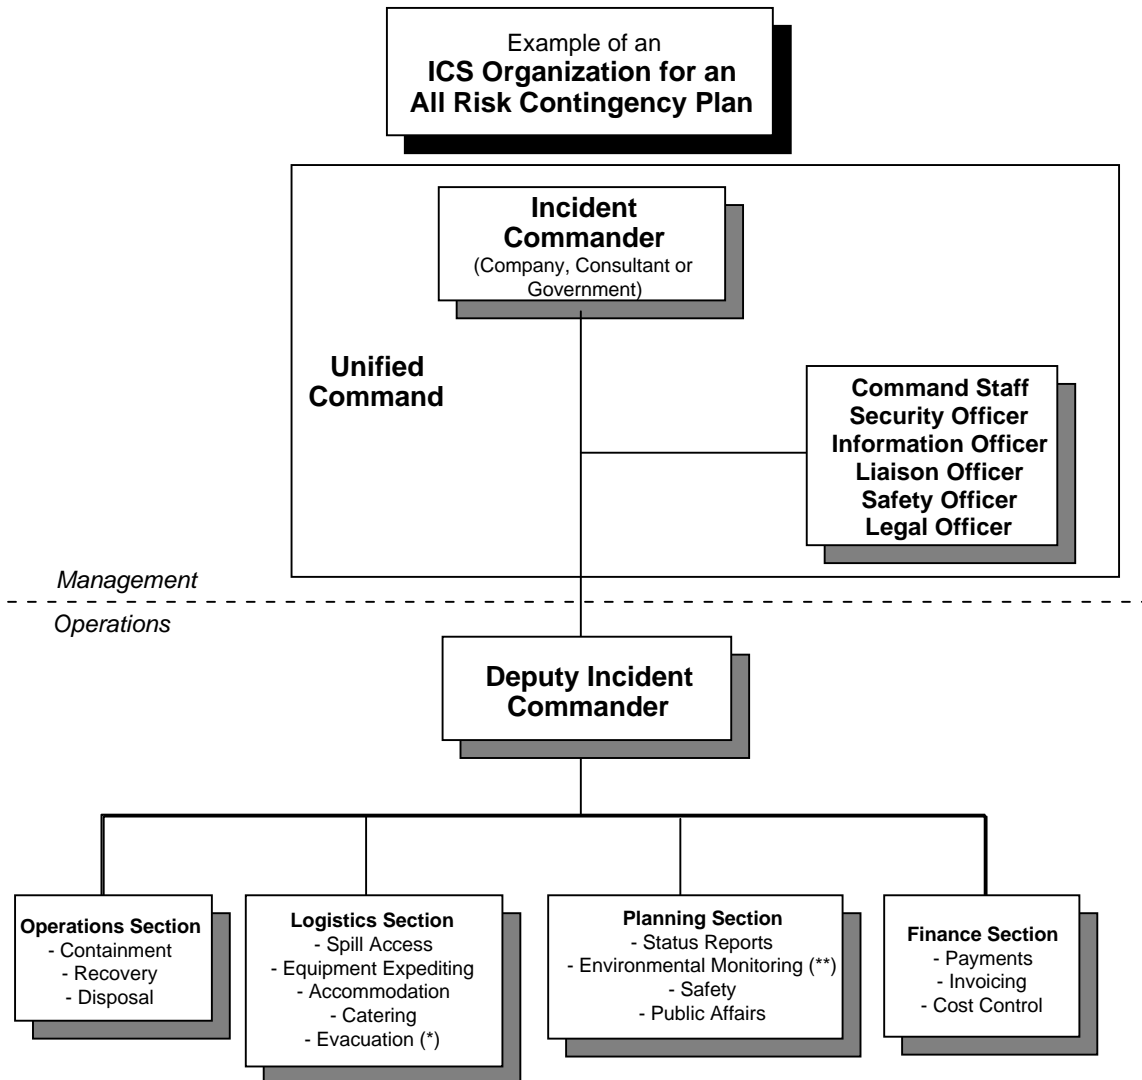 Example of an
ICS Organization for an
All Risk Contingency Plan
Incident
Commander
(Company, Consultant or
Government)
Unified
Command
Command Staff
Security Officer
Information Officer
Liaison Officer
Safety Officer
Legal Officer
Management
Operations
Deputy Incident
Commander
Operations Section
- Containment
- Recovery
- Disposal
Logistics Section
- Spill Access
- Equipment Expediting
- Accommodation
- Catering
- Evacuation (*)
Planning Section
- Status Reports
- Environmental Monitoring (**)
- Safety
- Public Affairs
Finance Section
- Payments
- Invoicing
- Cost Control